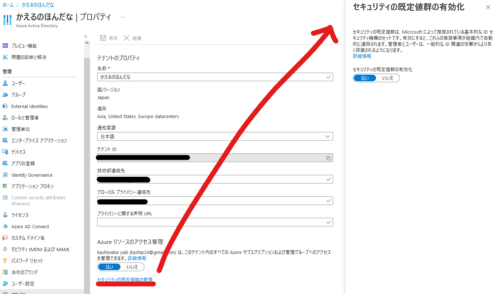 ホーム > かえるのほんだな >
かえるのほんだな | プロパティ ...
Azure Active Directory
保存
破棄
プレビュー機能
問題の診断と解決
管理
ユーザー
グループ
External Identities
ロールと管理者
管理単位
エンタープライズ アプリケーション
デバイス
アプリの登録
Identity Governance
アプリケーション プロキシ
Custom security attributes
(Preview)
ライセンス
Azure AD Connect
カスタム ドメイン名
モビリティ (MDM および MAM)
パスワード リセット
会社のブランド
ユーザー設定
テナントのプロパティ
名前 *
かえるのほんだな
国/リージョン
Japan
場所
Asia, United States, Europe datacenters
通知言語
日本語
テナント ID
技術部連絡先
グローバル プライバシー連絡先
プライバシーに関する声明 URL
Azure リソースのアクセス管理
は、このテナント内のすべての Azure サブスクリプションおよび管理グループへのアクセス
を管理できます。詳細情報
はい
いいえ
セキュリティの既定値群の管理
セキュリティの既定値群の有効化
セキュリティの既定値群は、Microsoft によって推奨されている基本的な ID セ
キュリティ機構のセットです。有効にすると、これらの推奨事項が組織内で自動
的に適用されます。管理者とユーザーは、一般的な ID 関連の攻撃からより良
く保護されるようになります。
詳細情報
セキュリティの既定値群の有効化
はい
いいえ